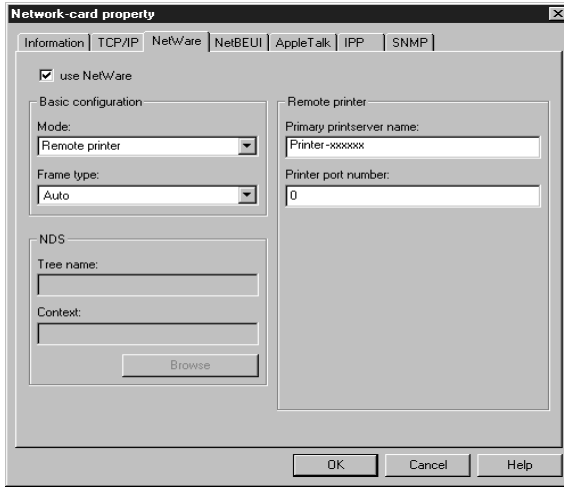 Network-card property
Information TCP/IP NetWare NetBEUI AppleTalk IPP SNMP
use NetWare
Basic configuration
Mode:
Remote printer
Frame type:
Auto
NDS
Tree name:
Context:
Browse
Remote printer
Primary printserver name:
Printer-xxxxxx
Printer port number:
0
OK Cancel Help